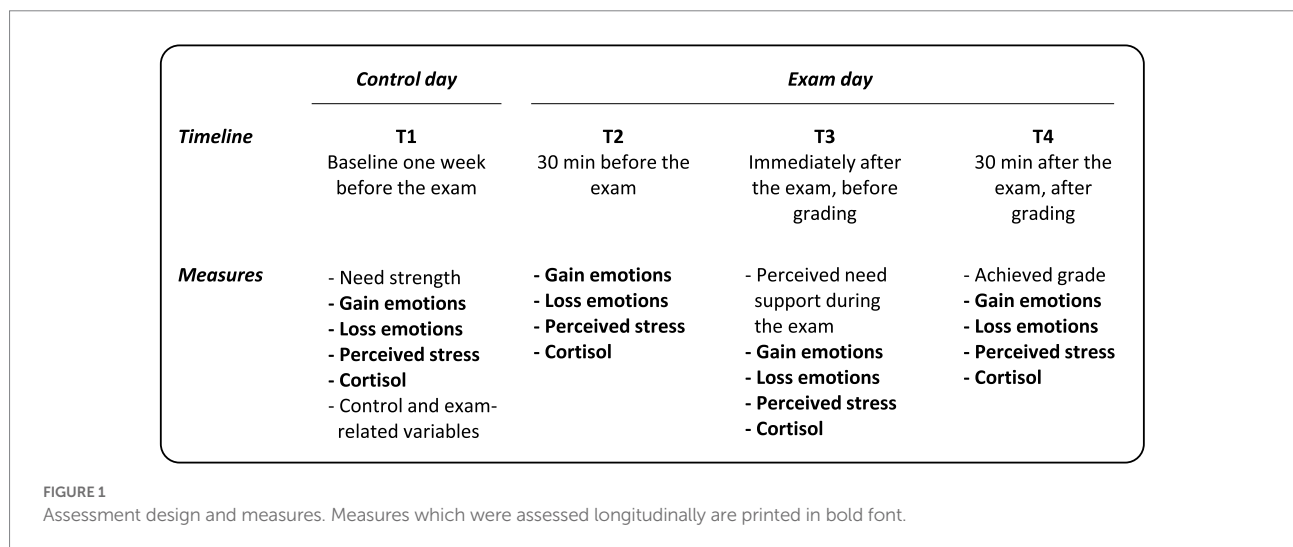 Control day
Exam day
Timeline
T1
Baseline one week
before the exam
T2
30 min before the
exam
T3
Immediately after
the exam, before
grading
T4
30 min after the
exam, after
grading
Measures
- Need strength
- Gain emotions
- Loss emotions
- Perceived stress
- Cortisol
- Control and exam-
related variables
- Gain emotions
- Loss emotions
- Perceived stress
- Cortisol
- Perceived need
support during
the exam
- Gain emotions
- Loss emotions
- Perceived stress
- Cortisol
- Achieved grade
- Gain emotions
- Loss emotions
- Perceived stress
- Cortisol
FIGURE 1
Assessment design and measures. Measures which were assessed longitudinally are printed in bold font.